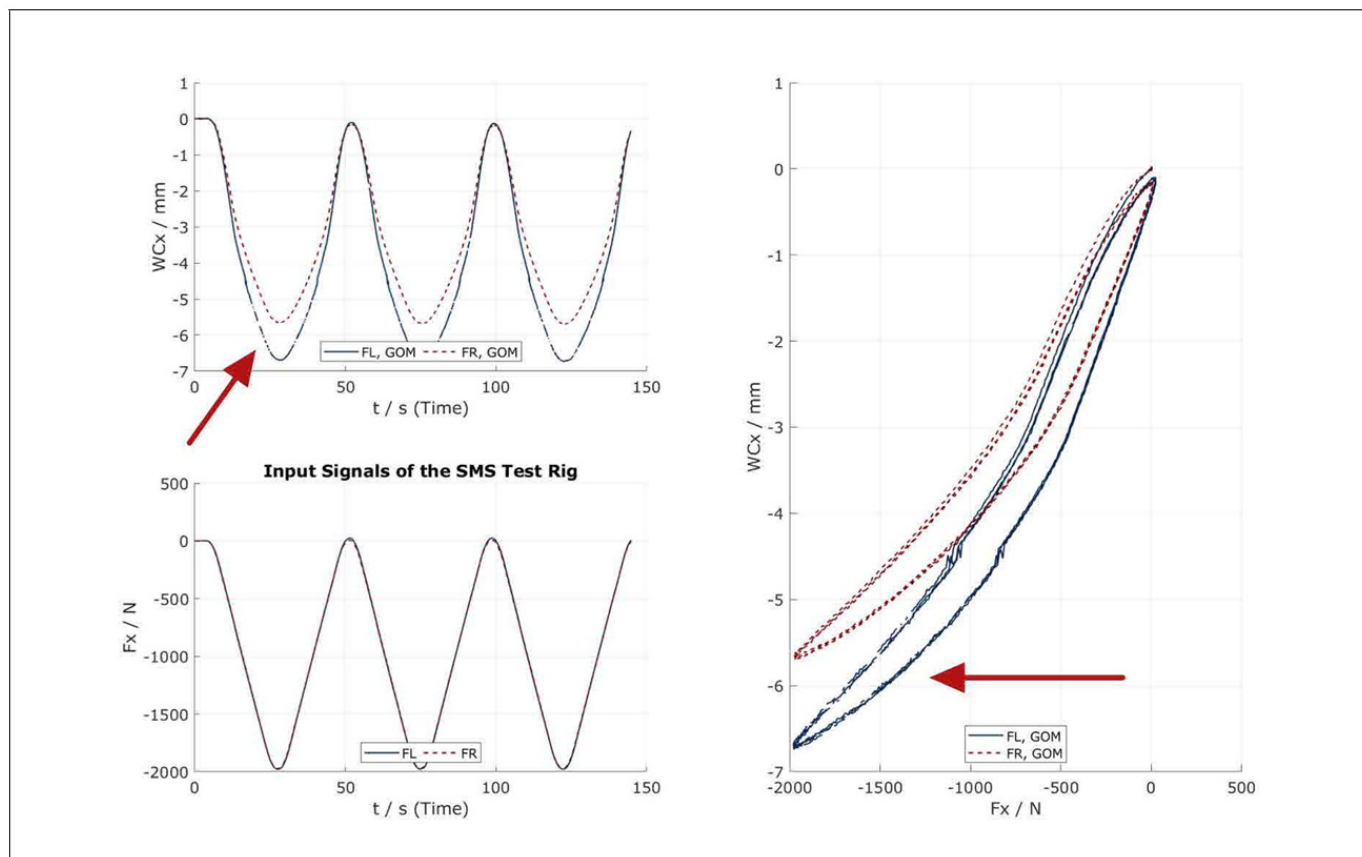 1
0
-1
-2
-3
-4
-5
-6
-7
WCx / mm
FL, GOM FR, GOM
0 50 100 150
t / s (Time)
Input Signals of the SMS Test Rig
500
0
-500
-1000
-1500
-2000
Fx / N
FL FR
0 50 100 150
t / s (Time)
1
0
-1
-2
-3
-4
-5
-6
-7
WCx / mm
FL, GOM
FR, GOM
-2000 -1500 -1000 -500 0 500
Fx / N